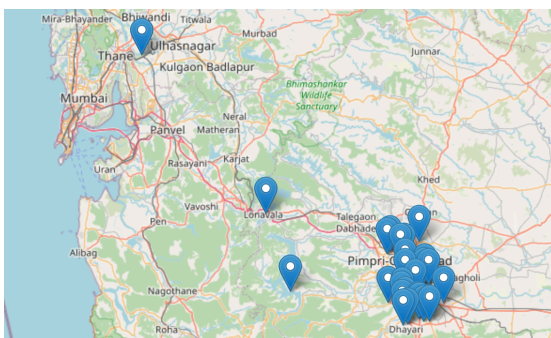 Mira-Bhayander
Bhiwandi
Titwala
Ulhasnagar
Murbad
Junnar
Thane
Kulgaon Badlapur
Bhimashankar
Wildlife
Sanctuary
Mumbai
Neral
Panvel
Matheran
Uran
Rasayani
Karjat
Khed
Vavoshi
Lonavala
Talegaon
Dabhade
Pen
Alibag
Pimpri-C
ad
gholi
Nagothane
Roha
Dhayari